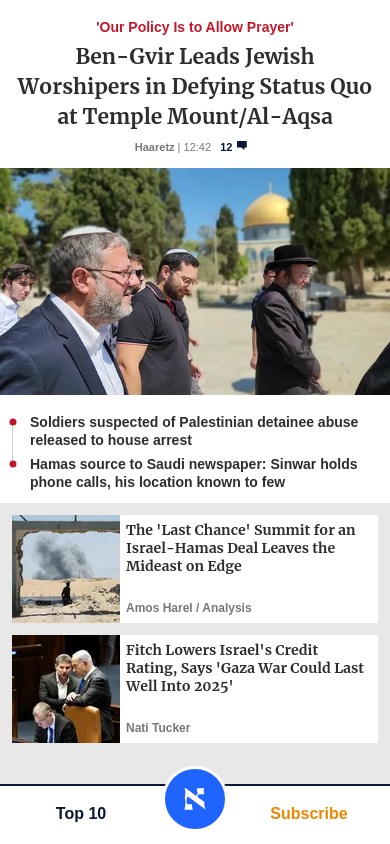 'Our Policy Is to Allow Prayer'
Ben-Gvir Leads Jewish
Worshipers in Defying Status Quo
at Temple Mount/Al-Aqsa
Haaretz | 12:42 12
Soldiers suspected of Palestinian detainee abuse
released to house arrest
Hamas source to Saudi newspaper: Sinwar holds
phone calls, his location known to few
The 'Last Chance' Summit for an
Israel-Hamas Deal Leaves the
Mideast on Edge
Amos Harel / Analysis
Fitch Lowers Israel's Credit
Rating, Says 'Gaza War Could Last
Well Into 2025'
Nati Tucker
Top 10
א
Subscribe